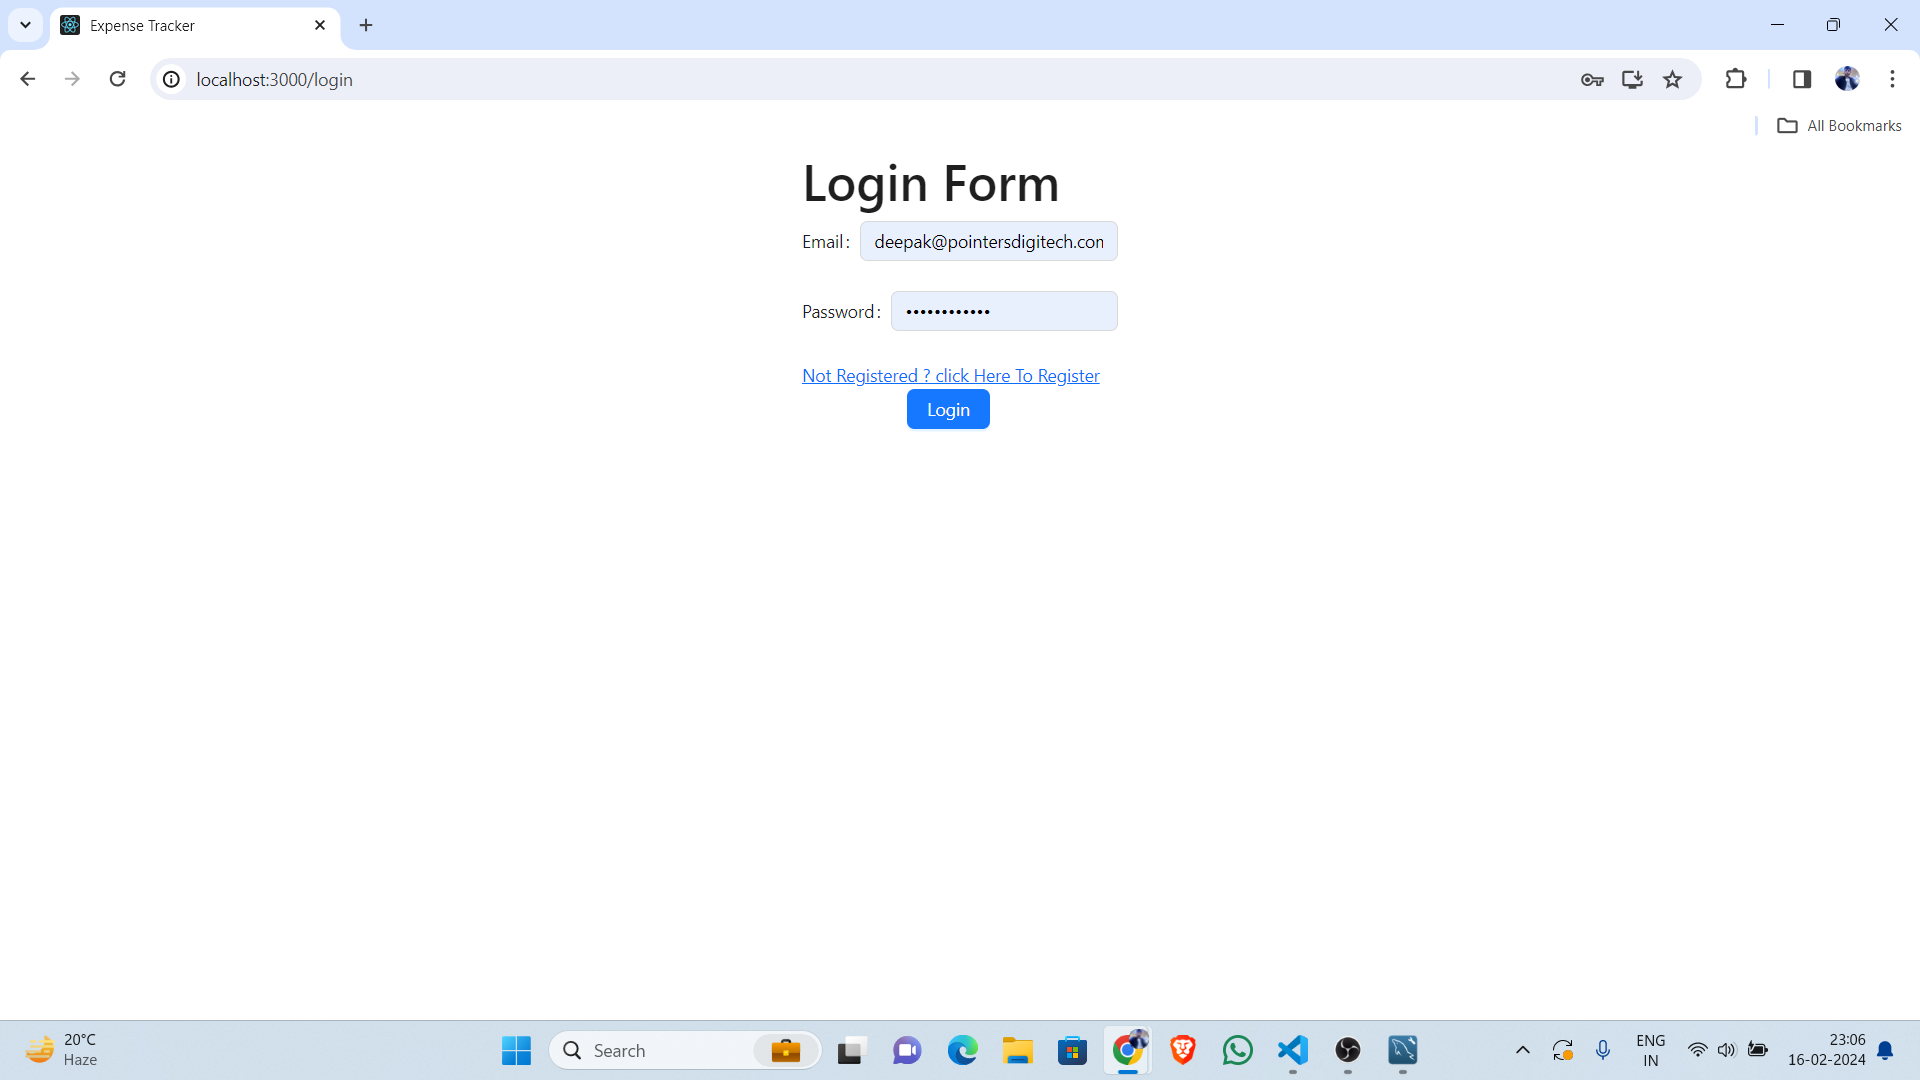 Expense Tracker
localhost:3000/login
All Bookmarks
Login Form
Email: deepak@pointersdigitech.com
Password: ••••••••••••
Not Registered ? click Here To Register
Login
20°C
Haze
Search
ENG
IN
23:06
16-02-2024